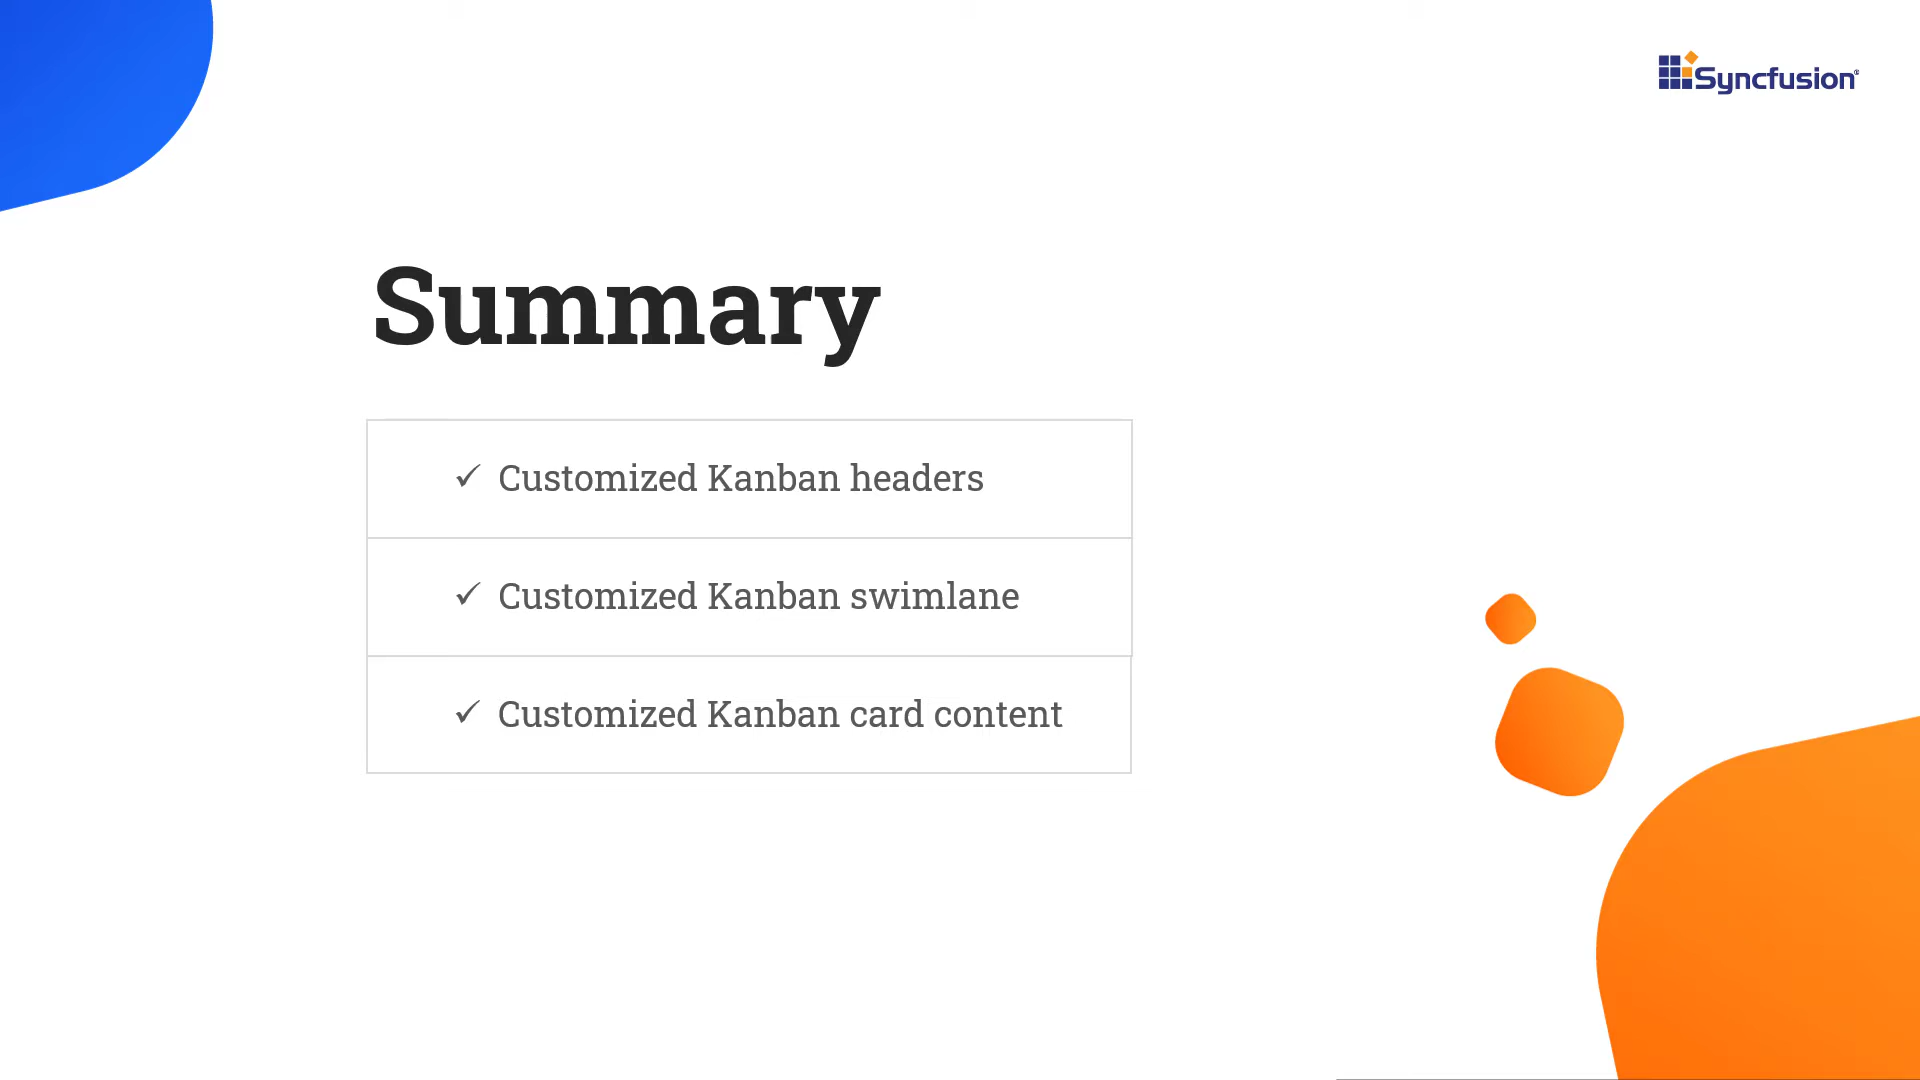 Syncfusion®
Summary
✓ Customized Kanban headers
✓ Customized Kanban swimlane
✓ Customized Kanban card content